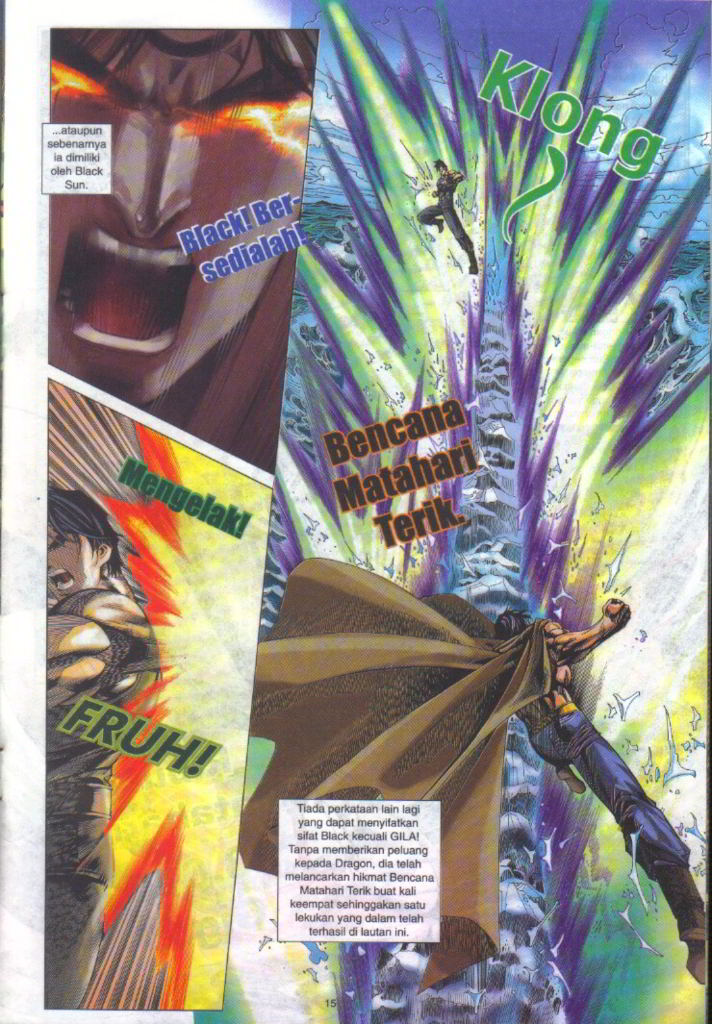 ...ataupun
sebenarnya
ia dimiliki
oleh Black
Sun.
Black! Ber-
sedialah!
Klong
Bencana
Matahari
Terik.
Mengelak!
FRUH!
Tiada perkataan lain lagi
yang dapat menyifatkan
sifat Black kecuali GILA!
Tanpa memberikan peluang
kepada Dragon, dia telah
melancarkan hikmat Bencana
Matahari Terik buat kali
keempat sehinggakan satu
lekukan yang dalam telah
terhasil di lautan ini.
15